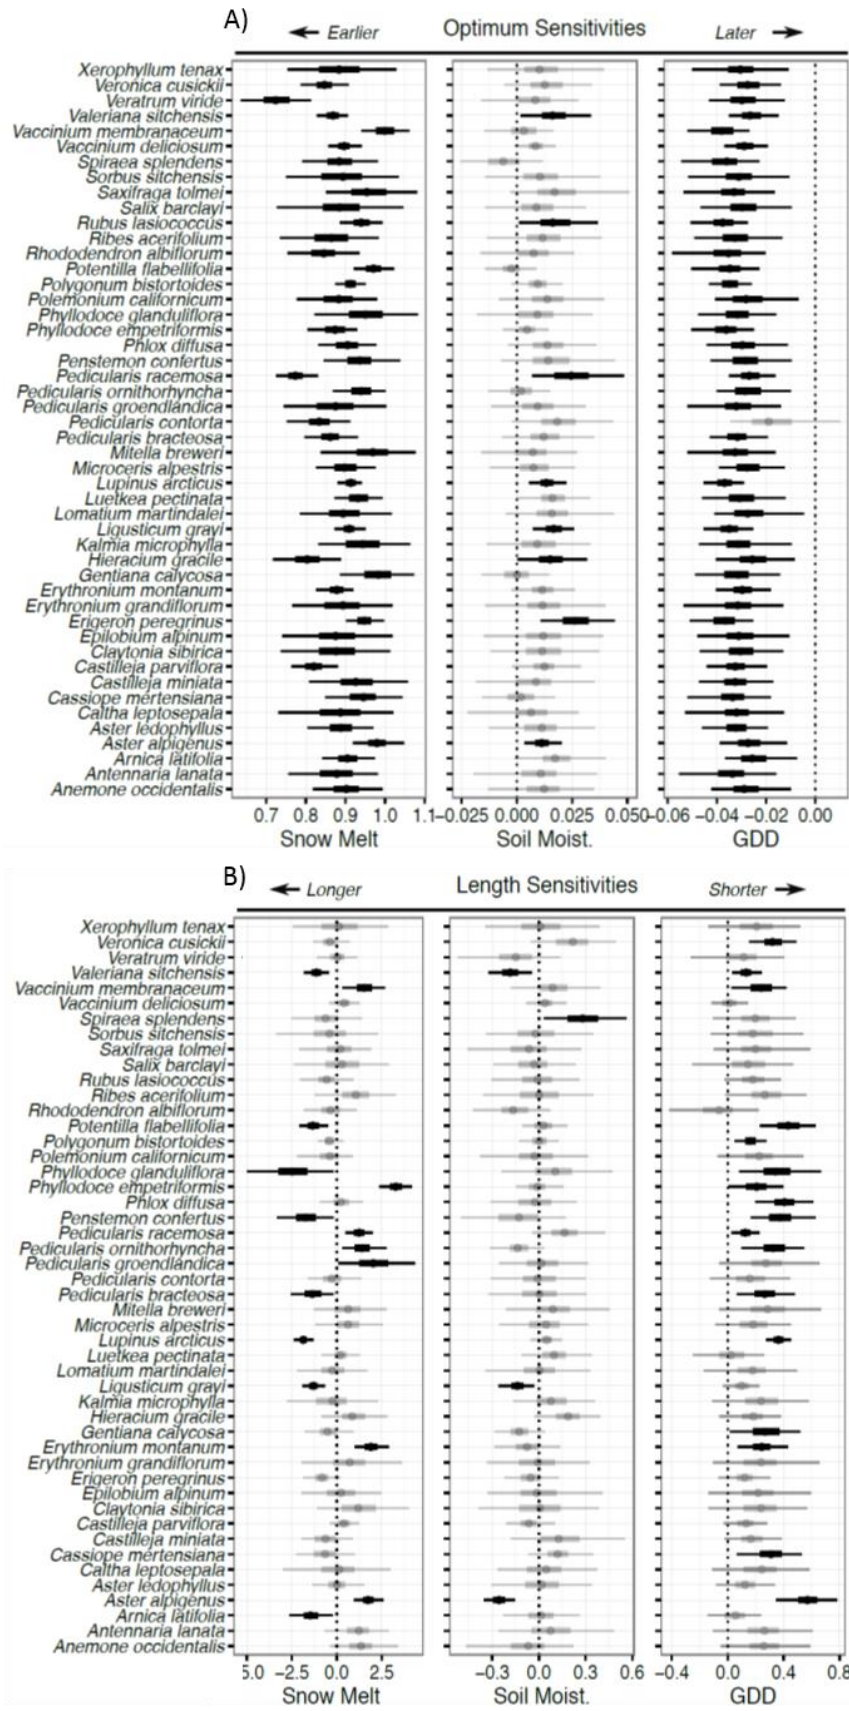 A)
← Earlier Optimum Sensitivities Later →
Xerophyllum tenax
Veronica cusickii
Veratrum viride
Valeriana sitchensis
Vaccinium membranaceum
Vaccinium deliciosum
Spiraea splendens
Sorbus sitchensis
Saxifraga tolmei
Salix barclayi
Rubus lasiococcus
Ribes acerifolium
Rhododendron albiflorum
Potentilla flabellifolia
Polygonum bistortoides
Polemonium californicum
Phyllodoce glanduliflora
Phyllodoce empetriformis
Phlox diffusa
Penstemon confertus
Pedicularis racemosa
Pedicularis ornithorhyncha
Pedicularis groendlandica
Pedicularis contorta
Pedicularis bracteosa
Mitella breweri
Microceris alpestris
Lupinus arcticus
Luetkea pectinata
Lomatium martindalei
Ligusticum grayi
Kalmia microphylla
Hieracium gracile
Gentiana calycosa
Erythronium montanum
Erythronium grandiflorum
Erigeron peregrinus
Epilobium alpinum
Claytonia sibirica
Castilleja parviflora
Castilleja miniata
Cassiope mertensiana
Caltha leptosepala
Aster ledophyllus
Aster alpigenus
Arnica latifolia
Antennaria lanata
Anemone occidentalis
0.7 0.8 0.9 1.0 1.1 −0.025 0.000 0.025 0.050 −0.06 −0.04 −0.02 0.00
Snow Melt Soil Moist. GDD
B)
← Longer Length Sensitivities Shorter →
Xerophyllum tenax
Veronica cusickii
Veratrum viride
Valeriana sitchensis
Vaccinium membranaceum
Vaccinium deliciosum
Spiraea splendens
Sorbus sitchensis
Saxifraga tolmei
Salix barclayi
Rubus lasiococcus
Ribes acerifolium
Rhododendron albiflorum
Potentilla flabellifolia
Polygonum bistortoides
Polemonium californicum
Phyllodoce glanduliflora
Phyllodoce empetriformis
Phlox diffusa
Penstemon confertus
Pedicularis racemosa
Pedicularis ornithorhyncha
Pedicularis groendlandica
Pedicularis contorta
Pedicularis bracteosa
Mitella breweri
Microceris alpestris
Lupinus arcticus
Luetkea pectinata
Lomatium martindalei
Ligusticum grayi
Kalmia microphylla
Hieracium gracile
Gentiana calycosa
Erythronium montanum
Erythronium grandiflorum
Erigeron peregrinus
Epilobium alpinum
Claytonia sibirica
Castilleja parviflora
Castilleja miniata
Cassiope mertensiana
Caltha leptosepala
Aster ledophyllus
Aster alpigenus
Arnica latifolia
Antennaria lanata
Anemone occidentalis
5.0 −2.5 0.0 2.5 −0.3 0.0 0.3 0.6 −0.4 0.0 0.4 0.8
Snow Melt Soil Moist. GDD